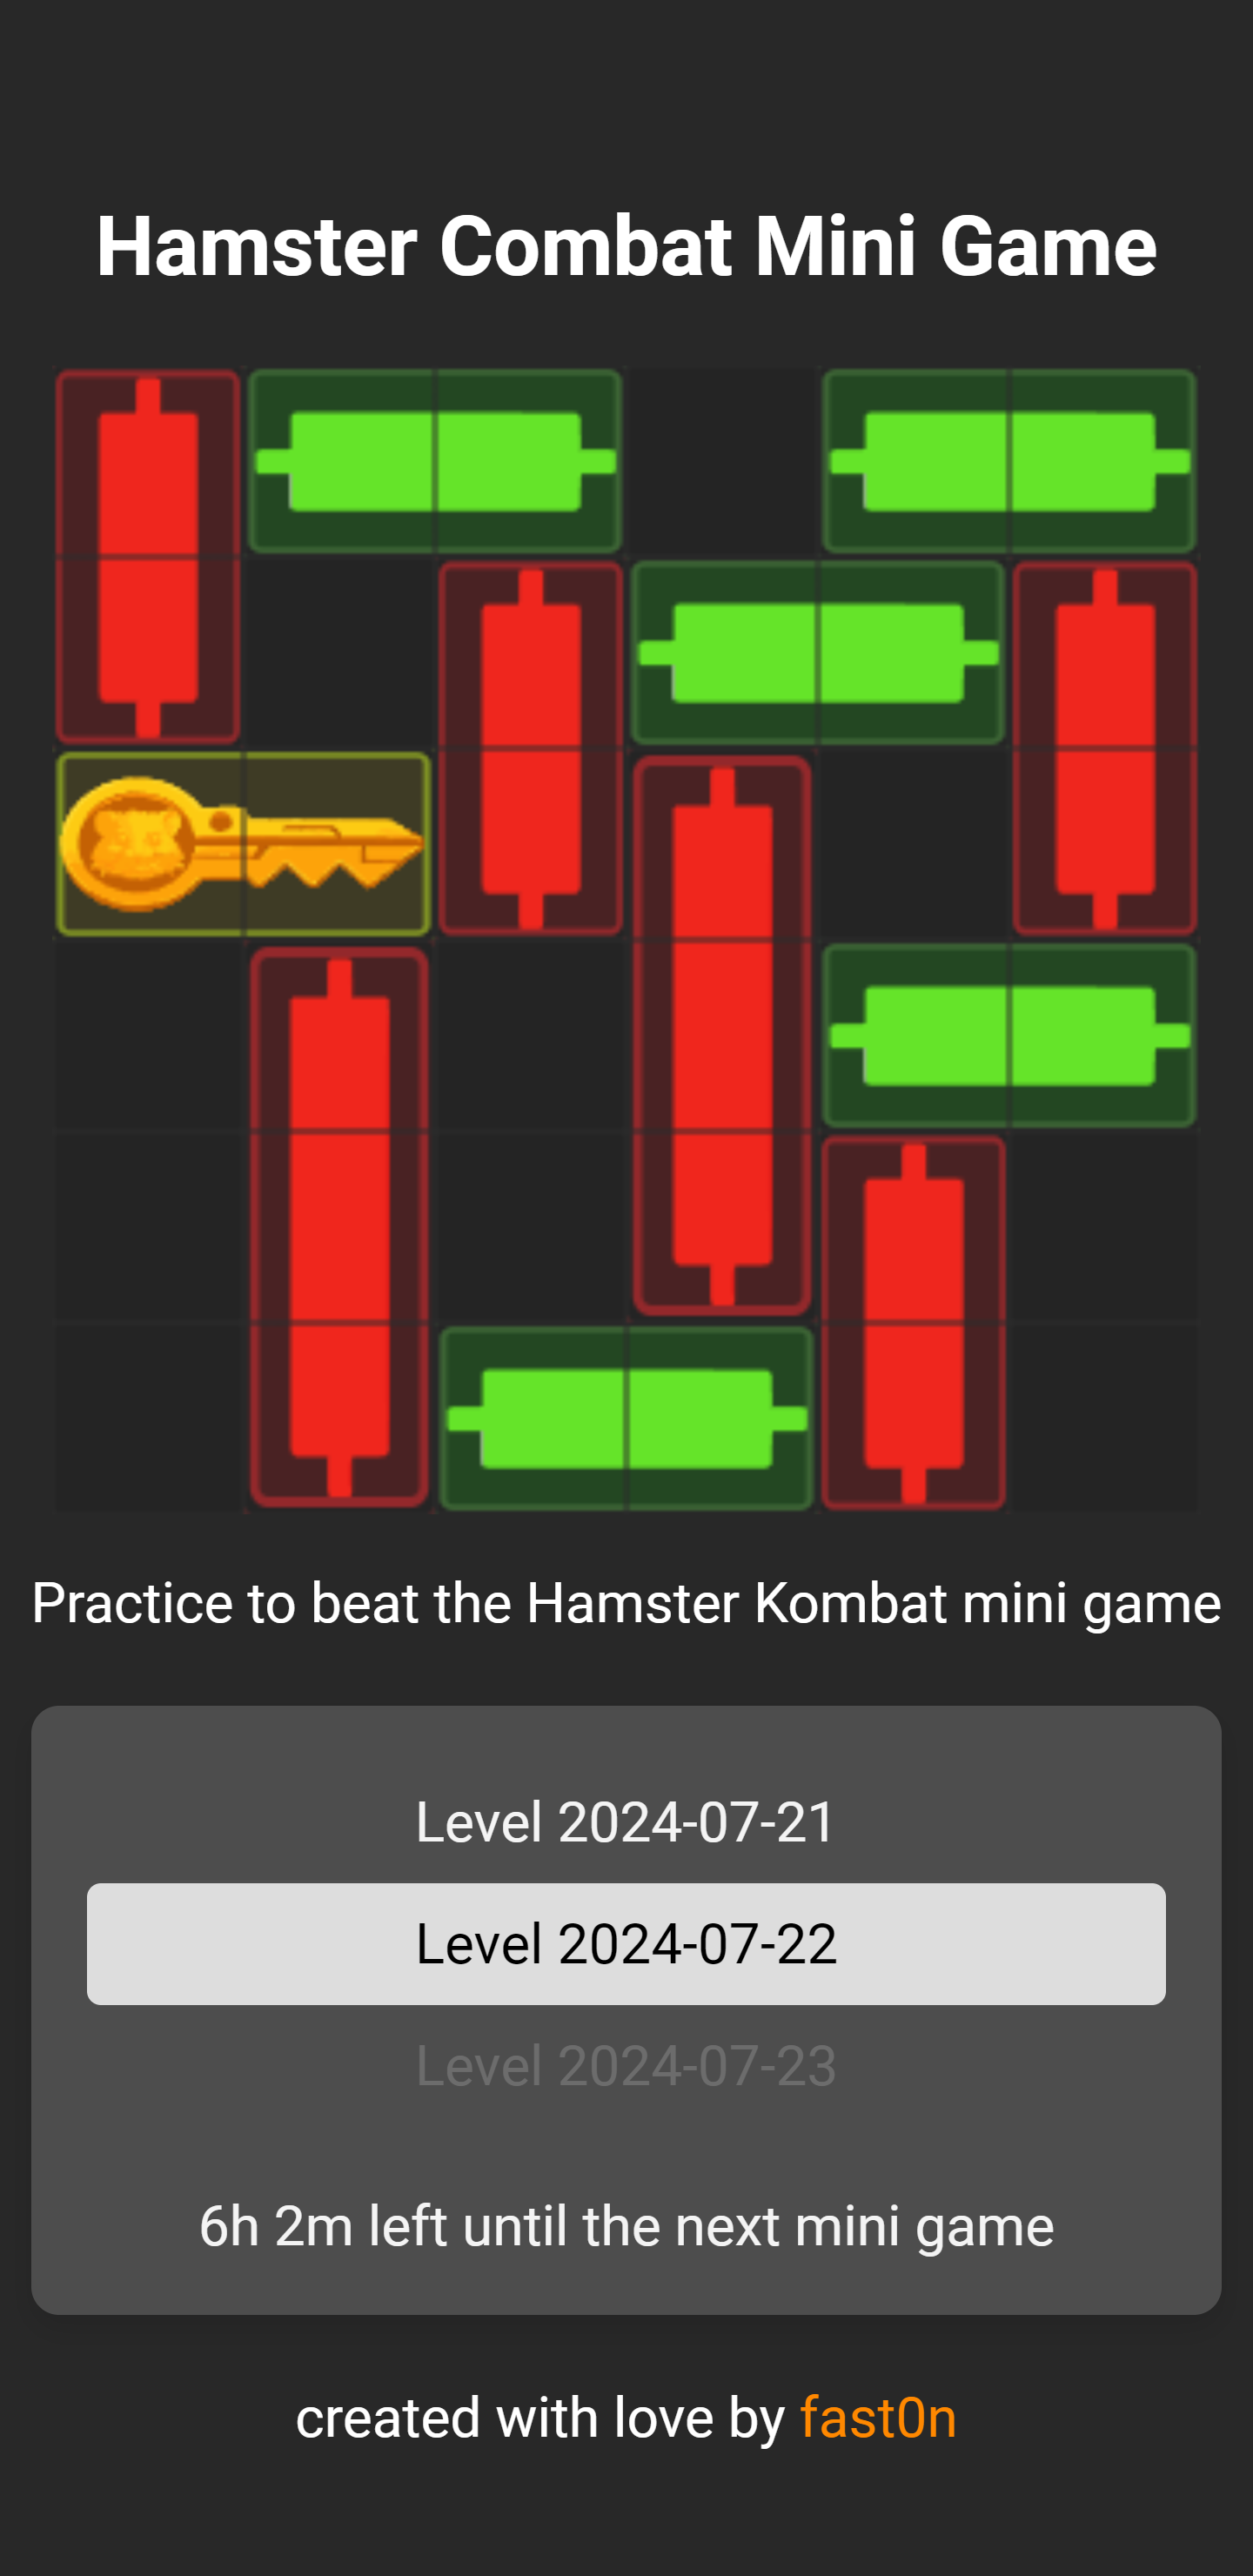 Hamster Combat Mini Game
Practice to beat the Hamster Kombat mini game
Level 2024-07-21
Level 2024-07-22
Level 2024-07-23
6h 2m left until the next mini game
created with love by fast0n